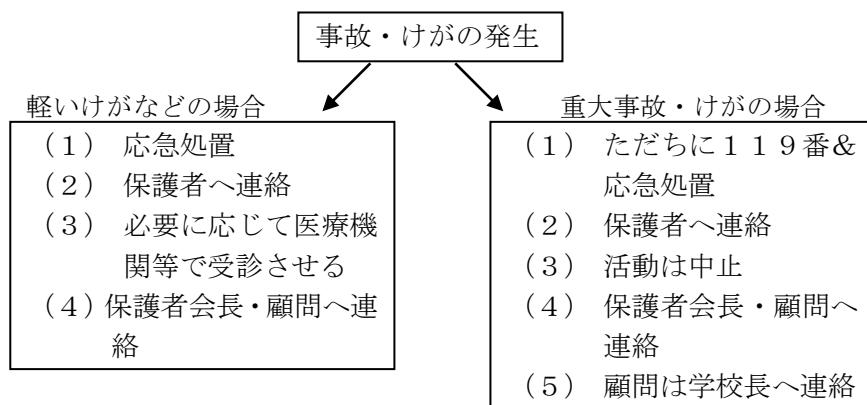 事故・けがの発生
軽いけがなどの場合
（１） 応急処置
（２） 保護者へ連絡
（３） 必要に応じて医療機
関等で受診させる
（４）保護者会長・顧問へ連
絡
重大事故・けがの場合
（１） ただちに１１９番＆
応急処置
（２） 保護者へ連絡
（３） 活動は中止
（４） 保護者会長・顧問へ
連絡
（５） 顧問は学校長へ連絡